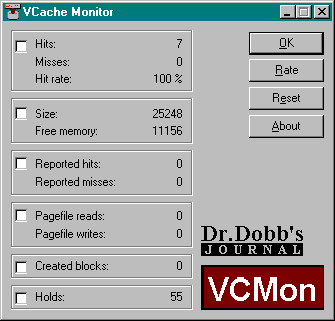 VCache Monitor
Hits: 7
Misses: 0
Hit rate: 100 %
Size: 25248
Free memory: 11156
Reported hits: 0
Reported misses: 0
Pagefile reads: 0
Pagefile writes: 0
Created blocks: 0
Holds: 55
OK
Rate
Reset
About
Dr.Dobb's
JOURNAL
VCMon